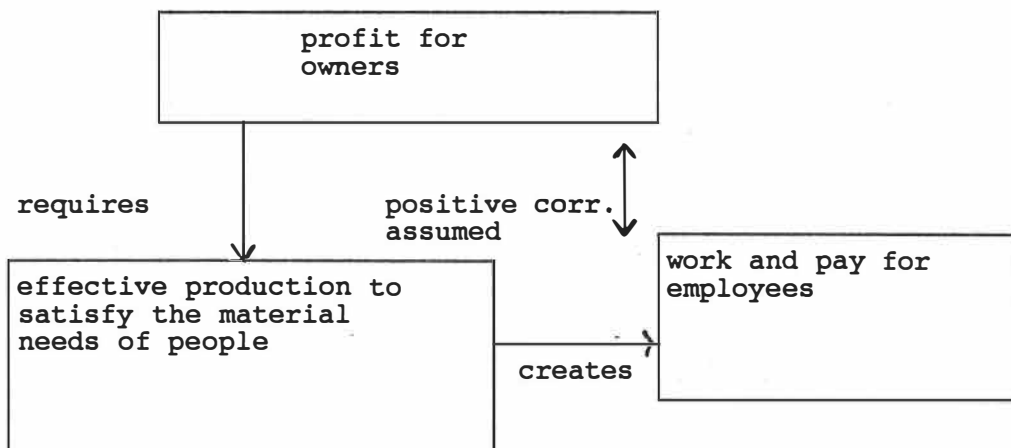 profit for
owners
requires
positive corr.
assumed
work and pay for
employees
effective production to
satisfy the material
needs of people
creates